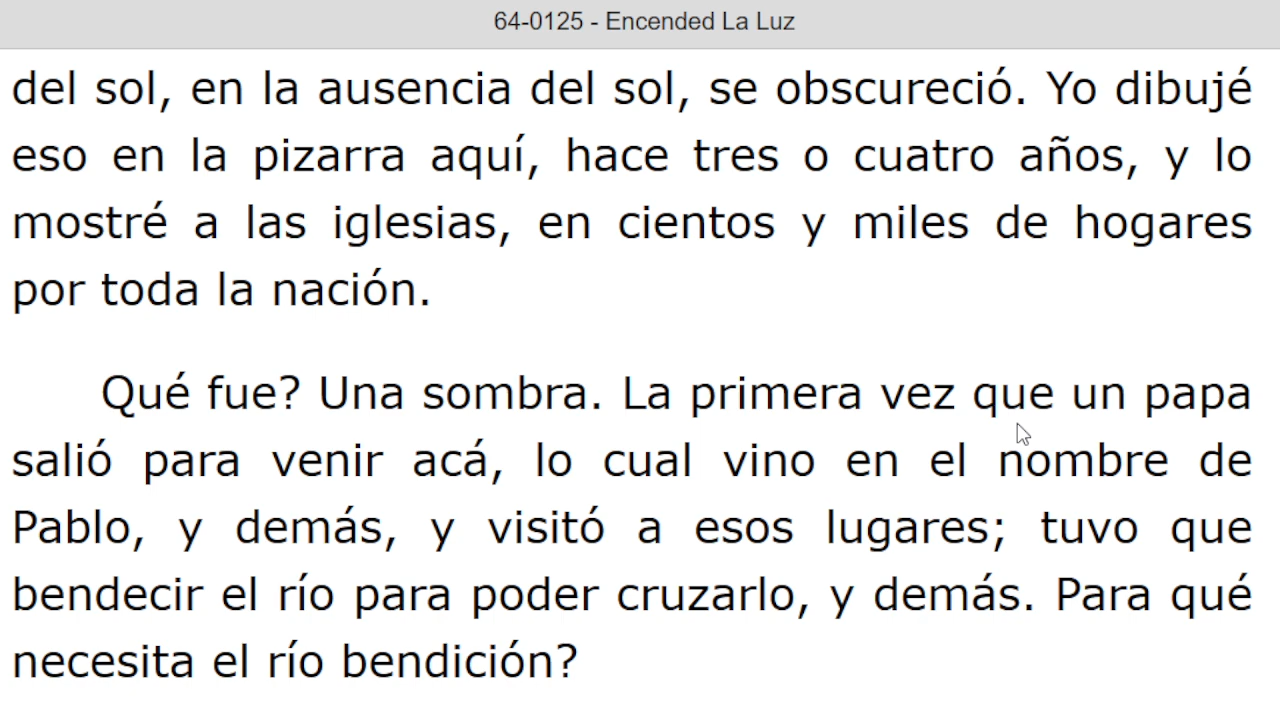 64-0125 - Encended La Luz
del sol, en la ausencia del sol, se obscureció. Yo dibujé
eso en la pizarra aquí, hace tres o cuatro años, y lo
mostré a las iglesias, en cientos y miles de hogares
por toda la nación.
Qué fue? Una sombra. La primera vez que un papa
salió para venir acá, lo cual vino en el nombre de
Pablo, y demás, y visitó a esos lugares; tuvo que
bendecir el río para poder cruzarlo, y demás. Para qué
necesita el río bendición?